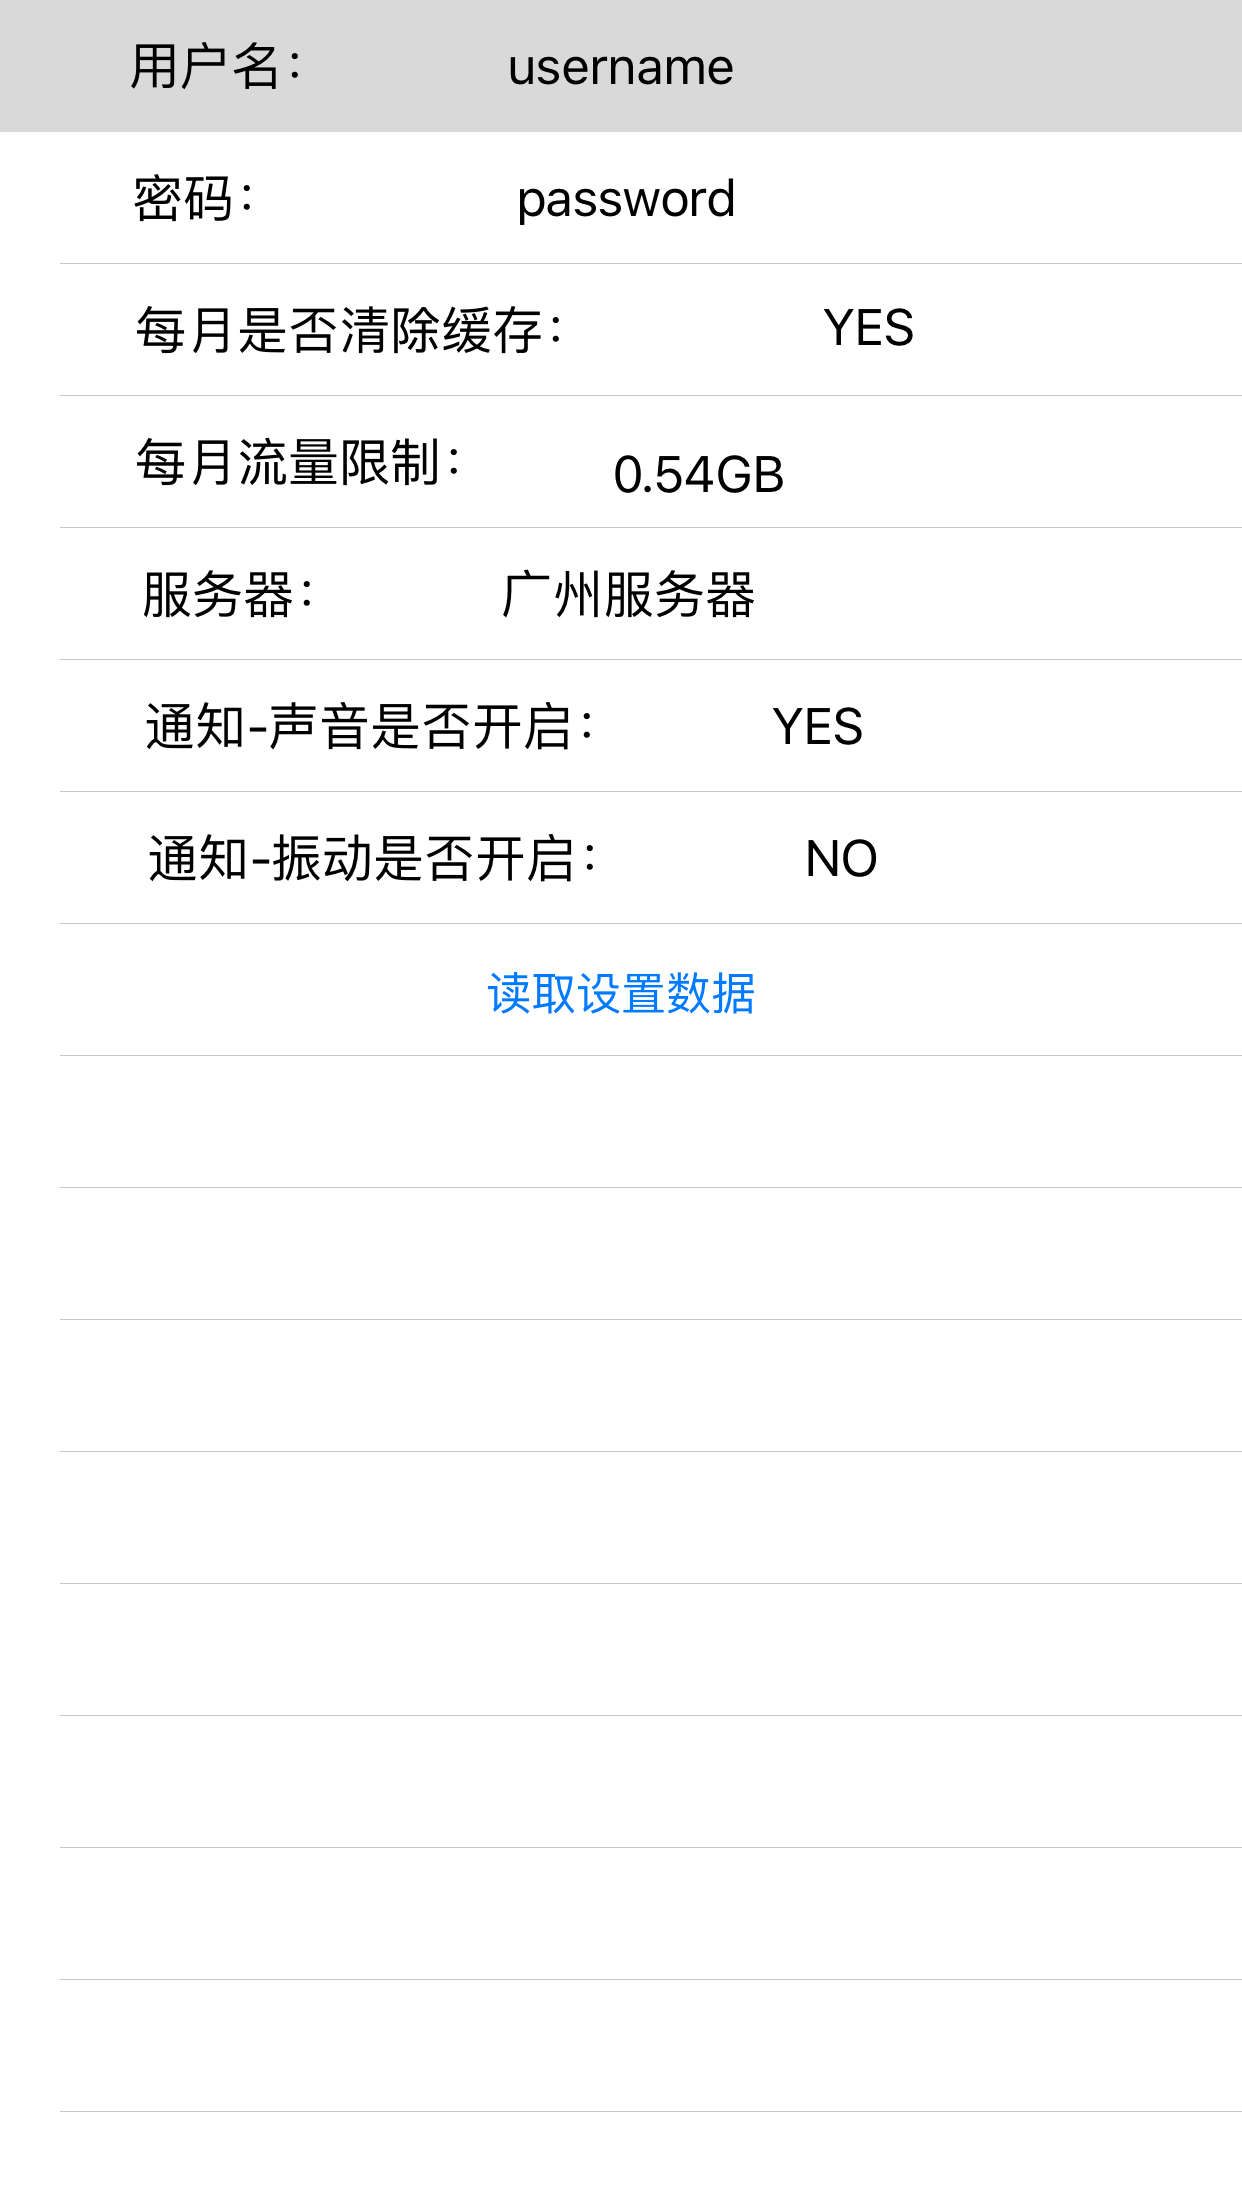 用户名： username
密码： password
每月是否清除缓存： YES
每月流量限制： 0.54GB
服务器： 广州服务器
通知-声音是否开启： YES
通知-振动是否开启： NO
读取设置数据